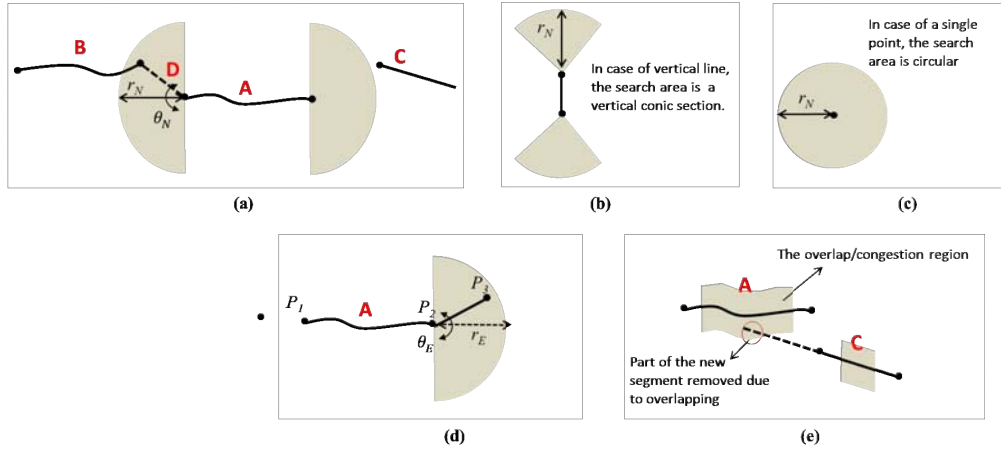 B
D
A
C
r_N
θ_N
(a)
r_N
In case of vertical line,
the search area is a
vertical conic section.
(b)
In case of a single
point, the search
area is circular
r_N
(c)
P_1
A
P_2
P_3
θ_E
r_E
(d)
The overlap/congestion region
A
C
Part of the new
segment removed due
to overlapping
(e)